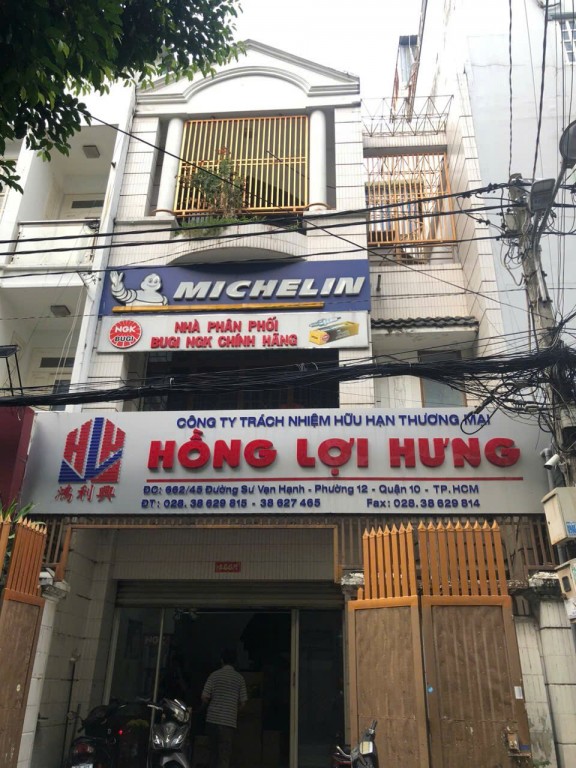 MICHELIN
NGK
BUGI
NHÀ PHÂN PHỐI
BUGI NGK CHÍNH HÃNG
CÔNG TY TRÁCH NHIỆM HỮU HẠN THƯƠNG MẠI
HLH
HỒNG LỢI HƯNG
鴻利興
ĐC: 662/45 Đường Sư Vạn Hạnh - Phường 12 - Quận 10 - TP.HCM
ĐT: 028. 38 629 815 - 38 627 465
Fax: 028.38 629 814